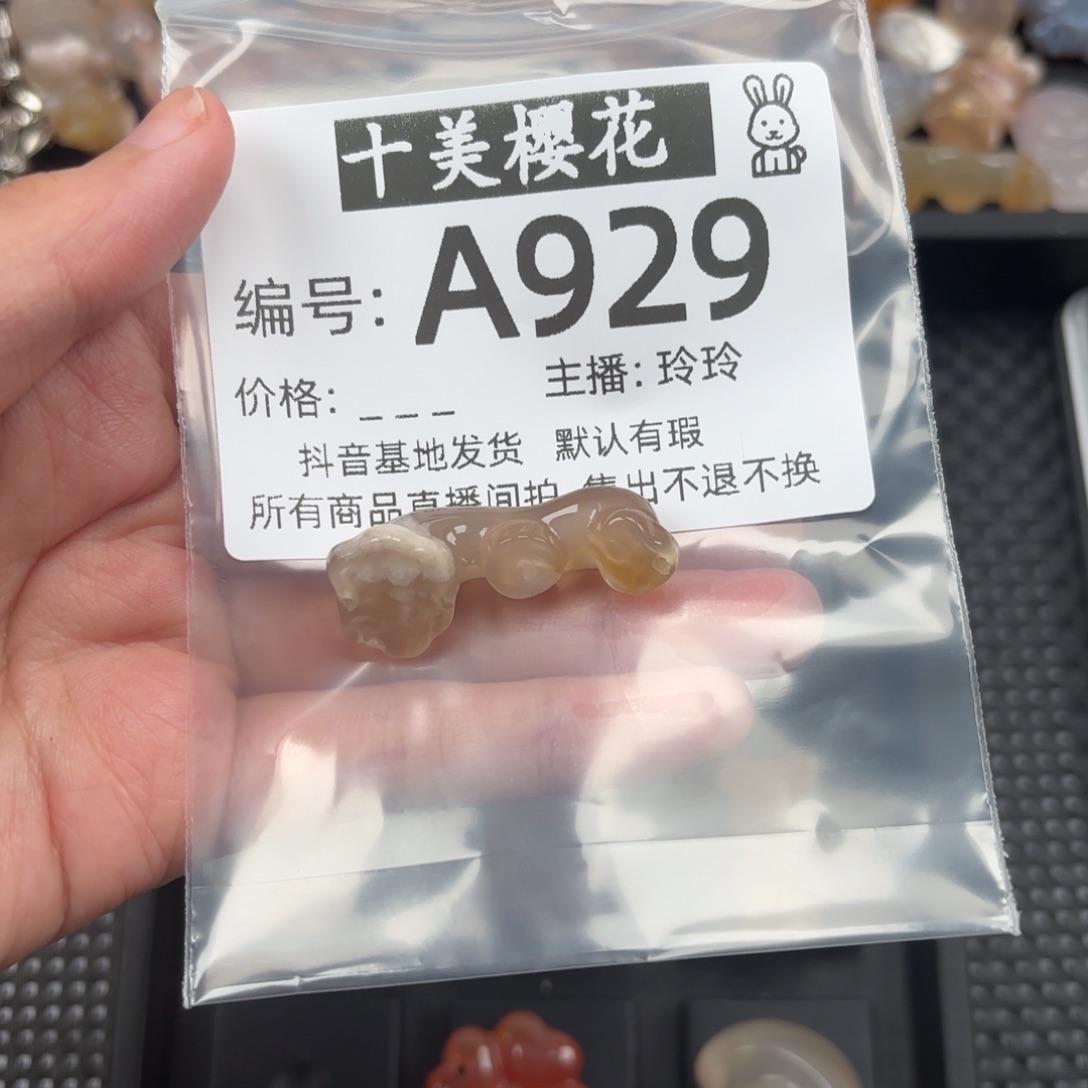 十美樱花
编号: A929
价格: _ _ _ 主播: 玲玲
抖音基地发货 默认有瑕
所有商品直播间拍 售出不退不换